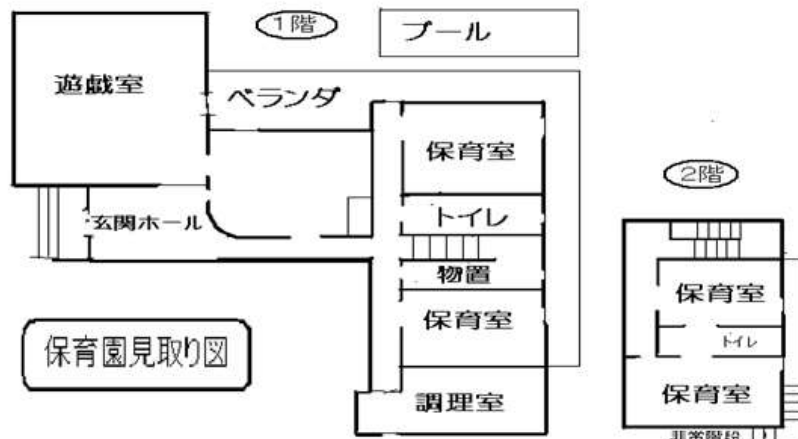 1階
プール
遊戯室
ベランダ
保育室
2階
トイレ
玄関ホール
物置
保育室
保育室
トイレ
保育園見取り図
保育室
調理室
非常階段